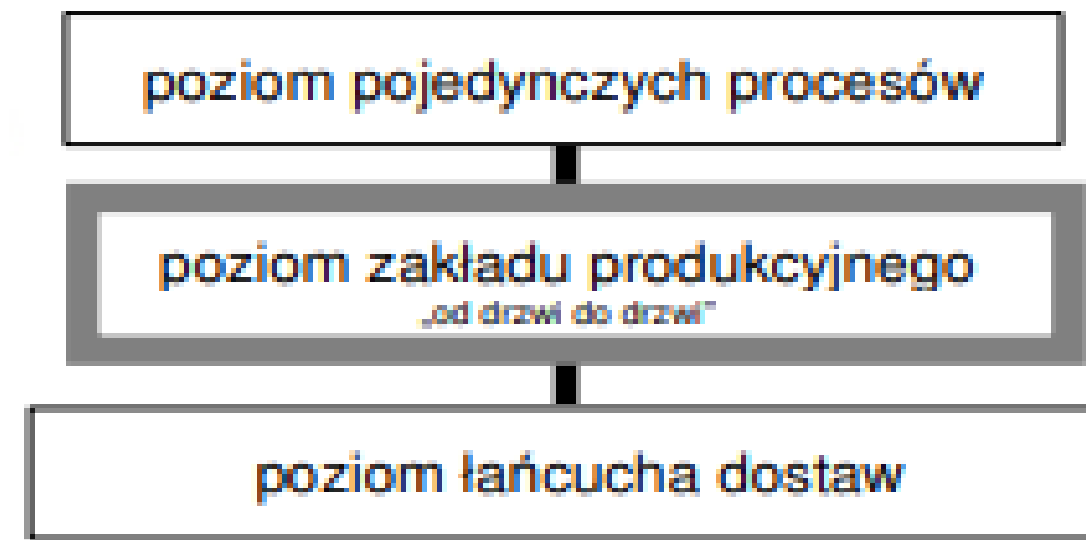 poziom pojedynczych procesów
poziom zakładu produkcyjnego
„od drzwi do drzwi”
poziom łańcucha dostaw